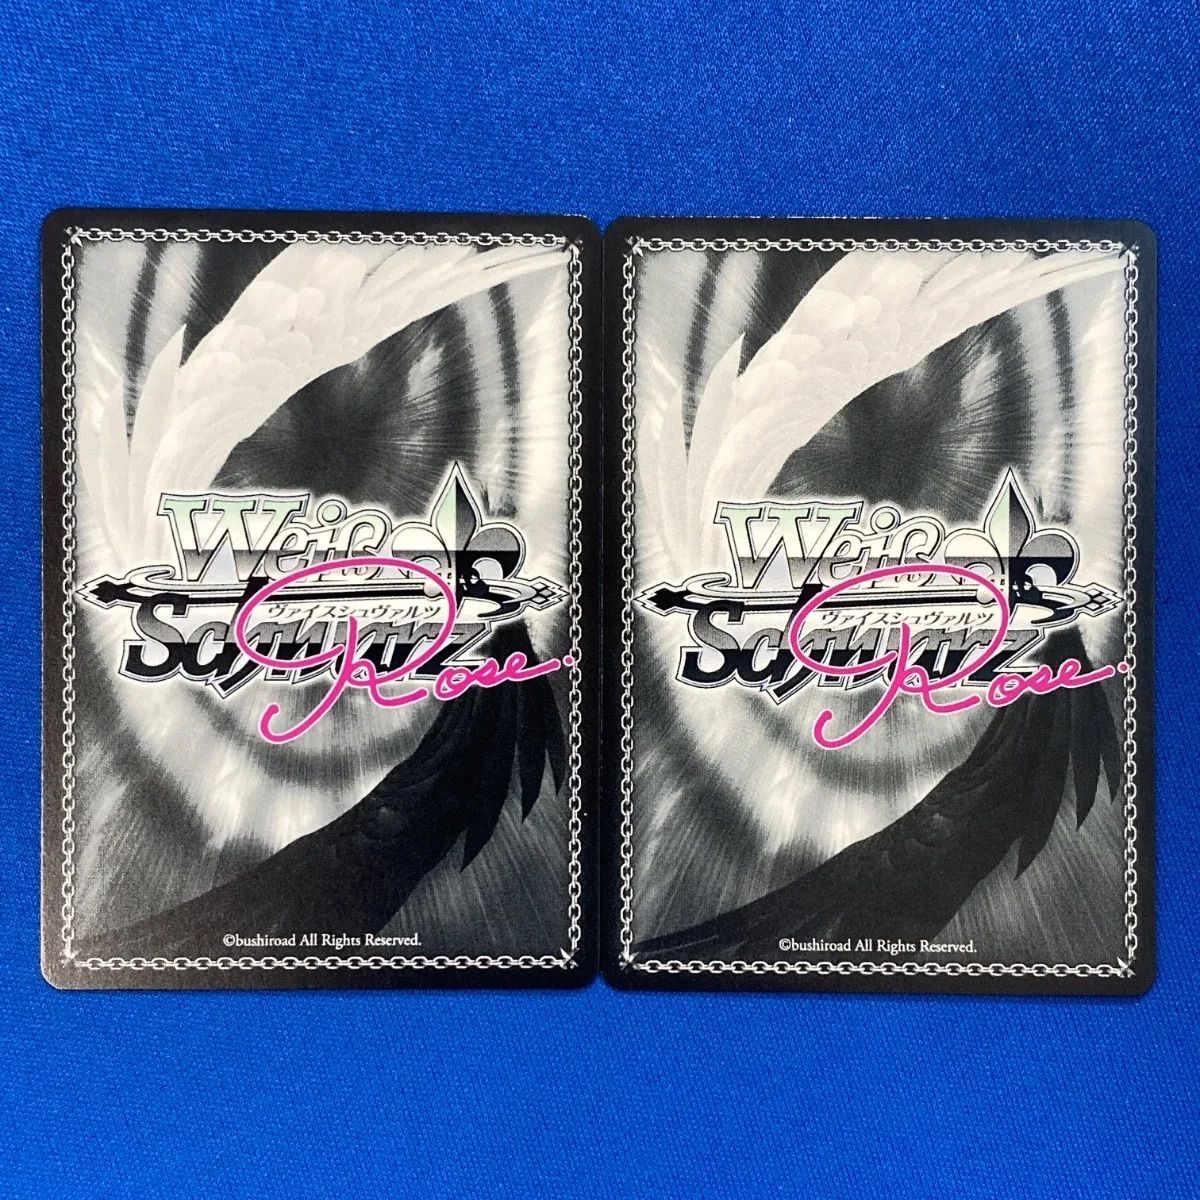 Weiß
ヴァイスシュヴァルツ
Schwarz
Rose.
©bushiroad All Rights Reserved.
Weiß
ヴァイスシュヴァルツ
Schwarz
Rose.
©bushiroad All Rights Reserved.